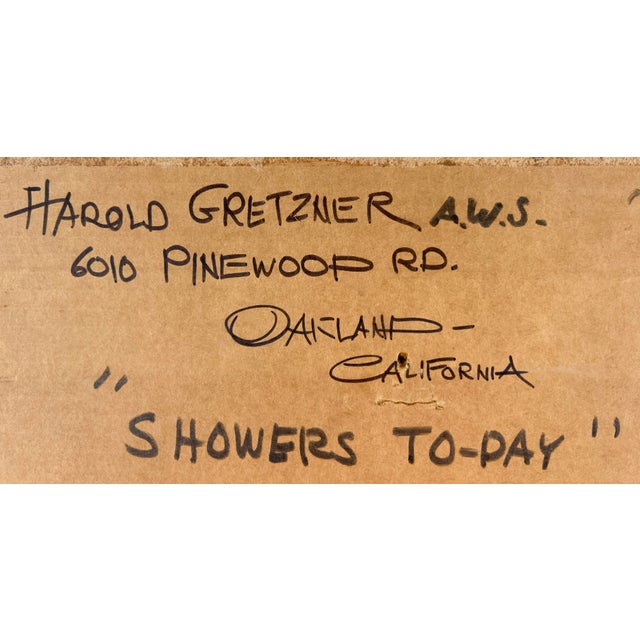 HAROLD GRETZNER A.W.S.
6010 PINEWOOD RD.
OAKLAND -
CALIFORNIA
"SHOWERS TO-DAY"